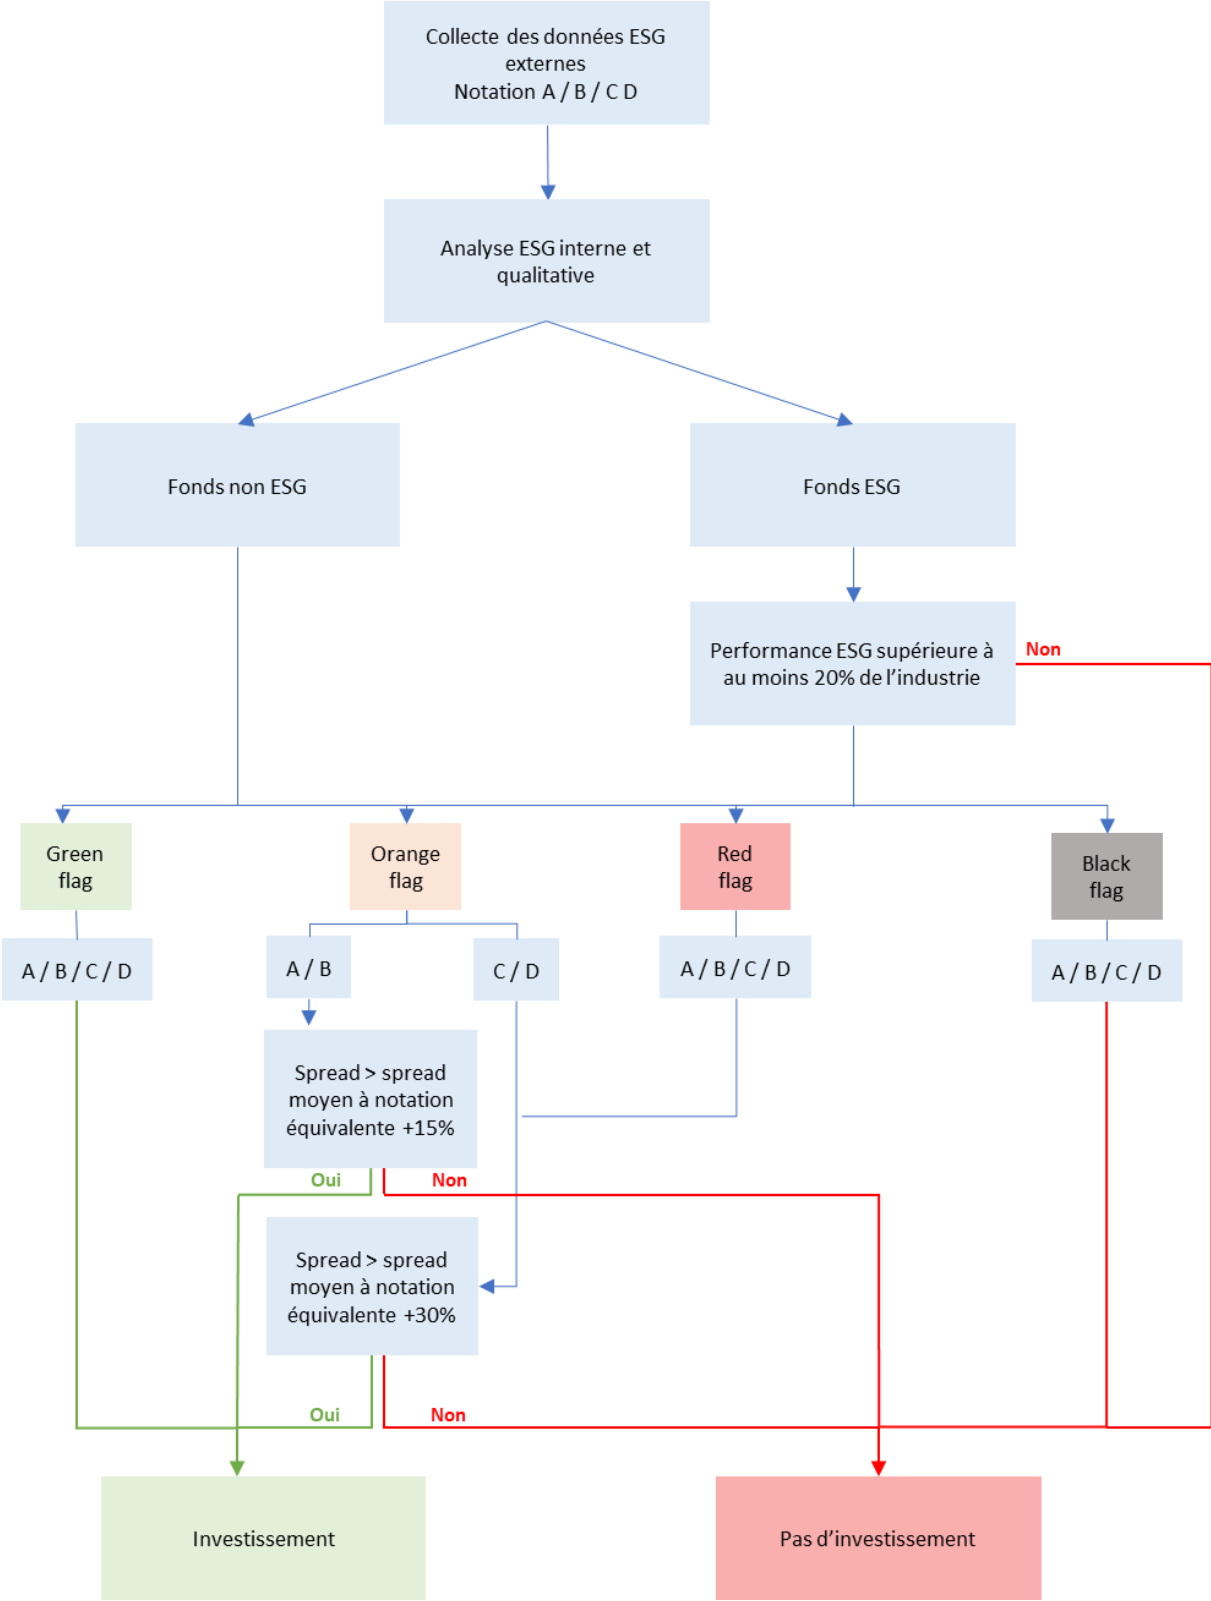 Collecte des données ESG
externes
Notation A / B / C D
Analyse ESG interne et
qualitative
Fonds non ESG
Fonds ESG
Performance ESG supérieure à
au moins 20% de l’industrie
Non
Green
flag
Orange
flag
Red
flag
Black
flag
A / B / C / D
A / B
C / D
A / B / C / D
A / B / C / D
Spread > spread
moyen à notation
équivalente +15%
Oui
Non
Spread > spread
moyen à notation
équivalente +30%
Oui
Non
Investissement
Pas d’investissement